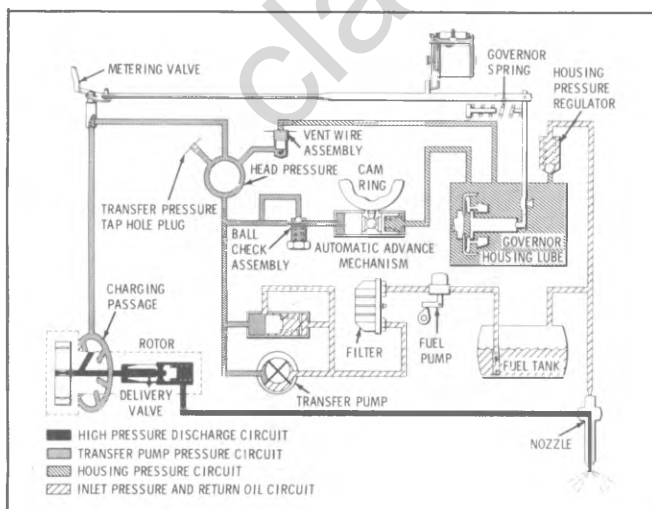 METERING VALVE
GOVERNOR
SPRING
HOUSING
PRESSURE
REGULATOR
VENT WIRE
ASSEMBLY
HEAD PRESSURE
CAM
RING
TRANSFER PRESSURE
TAP HOLE PLUG
BALL
CHECK
ASSEMBLY
AUTOMATIC ADVANCE
MECHANISM
GOVERNOR
HOUSING LUBE
CHARGING
PASSAGE
ROTOR
FILTER
FUEL
PUMP
FUEL TANK
DELIVERY
VALVE
TRANSFER PUMP
NOZZLE
HIGH PRESSURE DISCHARGE CIRCUIT
TRANSFER PUMP PRESSURE CIRCUIT
HOUSING PRESSURE CIRCUIT
INLET PRESSURE AND RETURN OIL CIRCUIT